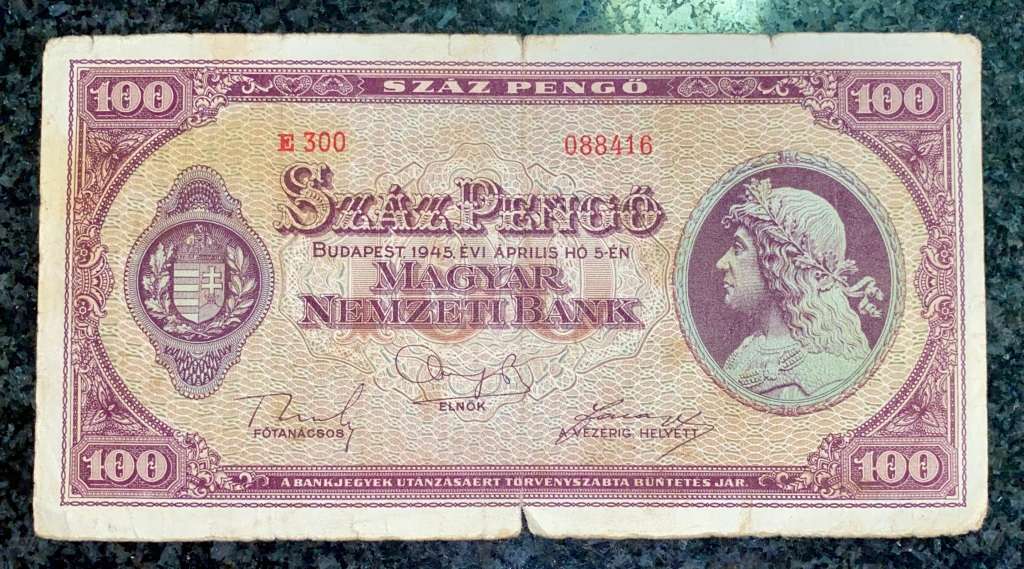 100 SZÁZ PENGŐ 100
E 300 088416
SZÁZ PENGŐ
BUDAPEST, 1945. ÉVI ÁPRILIS HÓ 5-ÉN
MAGYAR
NEMZETI BANK
ELNÖK
FŐTANÁCSOS A VEZÉRIG. HELYETT
100 A BANKJEGYEK UTÁNZÁSÁÉRT TÖRVÉNYSZABTA BÜNTETÉS JÁR. 100